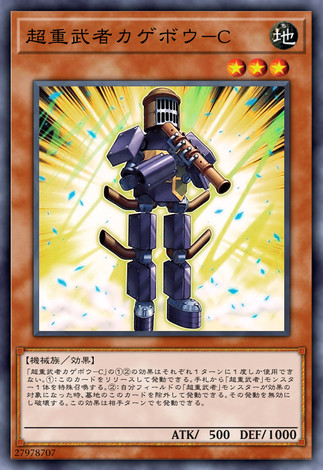 超重武者カゲボウ-C
地
【機械族/効果】
「超重武者カゲボウ-C」の①②の効果はそれぞれ1ターンに1度しか使用でき
ない。①:このカードをリリースして発動できる。手札から「超重武者」モンスタ
ー1体を特殊召喚する。②:自分フィールドの「超重武者」モンスターが効果の
対象になった時、墓地のこのカードを除外して発動できる。その発動を無効に
し破壊する。この効果は相手ターンでも発動できる。
ATK/ 500 DEF/1000
27978707